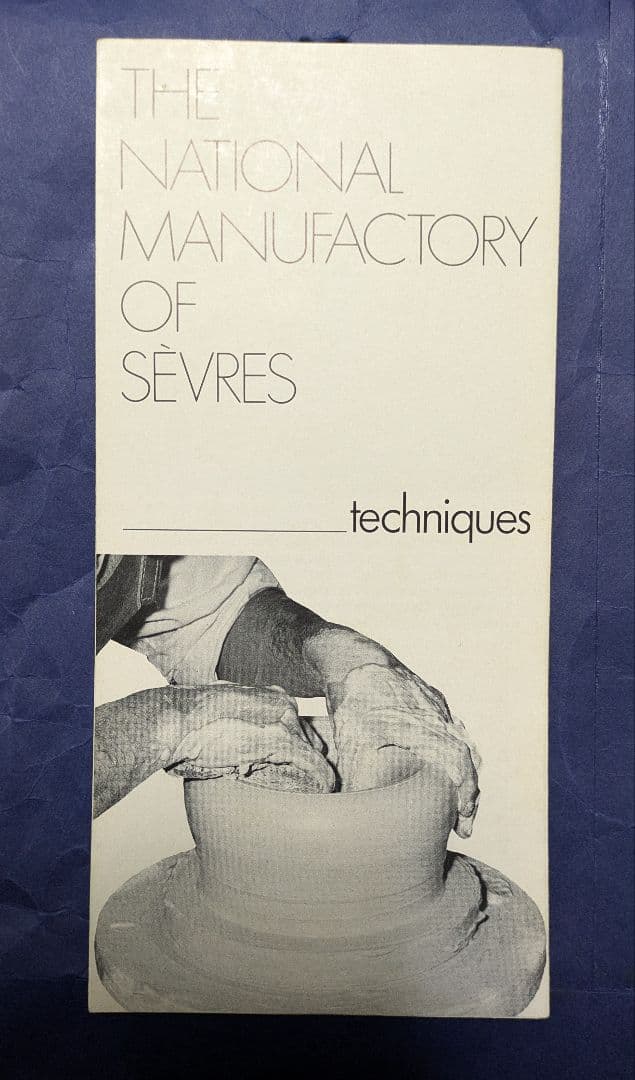 THE
NATIONAL
MANUFACTORY
OF
SÈVRES
techniques